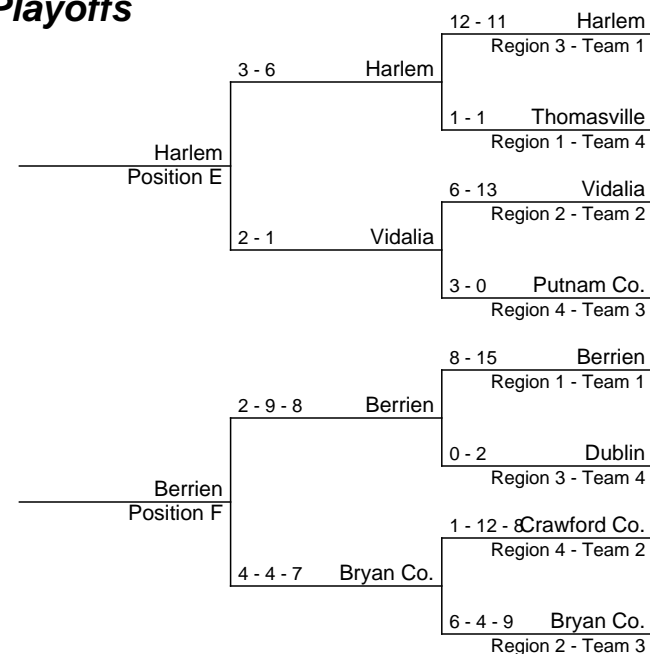 Playoffs
12 - 11 Harlem
Region 3 - Team 1
3 - 6 Harlem
1 - 1 Thomasville
Region 1 - Team 4
Harlem
Position E
6 - 13 Vidalia
Region 2 - Team 2
2 - 1 Vidalia
3 - 0 Putnam Co.
Region 4 - Team 3
8 - 15 Berrien
Region 1 - Team 1
2 - 9 - 8 Berrien
0 - 2 Dublin
Region 3 - Team 4
Berrien
Position F
1 - 12 - 8 Crawford Co.
Region 4 - Team 2
4 - 4 - 7 Bryan Co.
6 - 4 - 9 Bryan Co.
Region 2 - Team 3